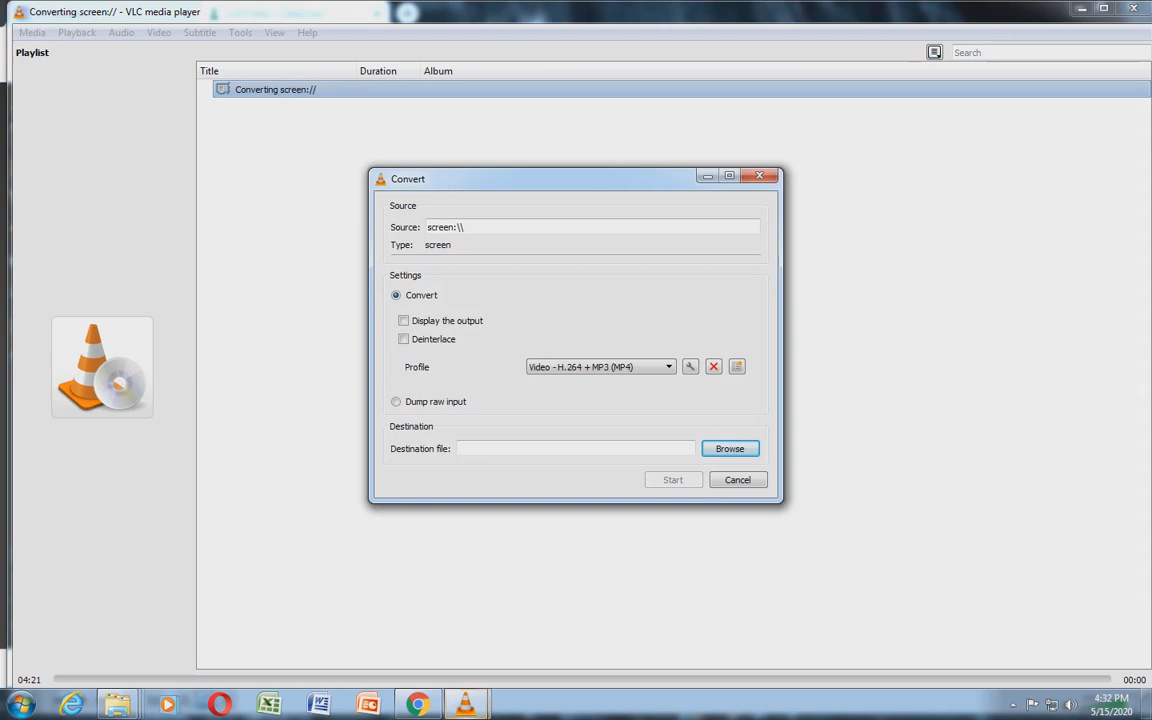 Converting screen:// - VLC media player
Media Playback Audio Video Subtitle Tools View Help
Playlist
Search
Title Duration Album
Converting screen://
Convert
Source
Source: screen:\\
Type: screen
Settings
Convert
Display the output
Deinterlace
Profile Video - H.264 + MP3 (MP4)
Dump raw input
Destination
Destination file: Browse
Start Cancel
04:21 00:00
4:32 PM
5/15/2020